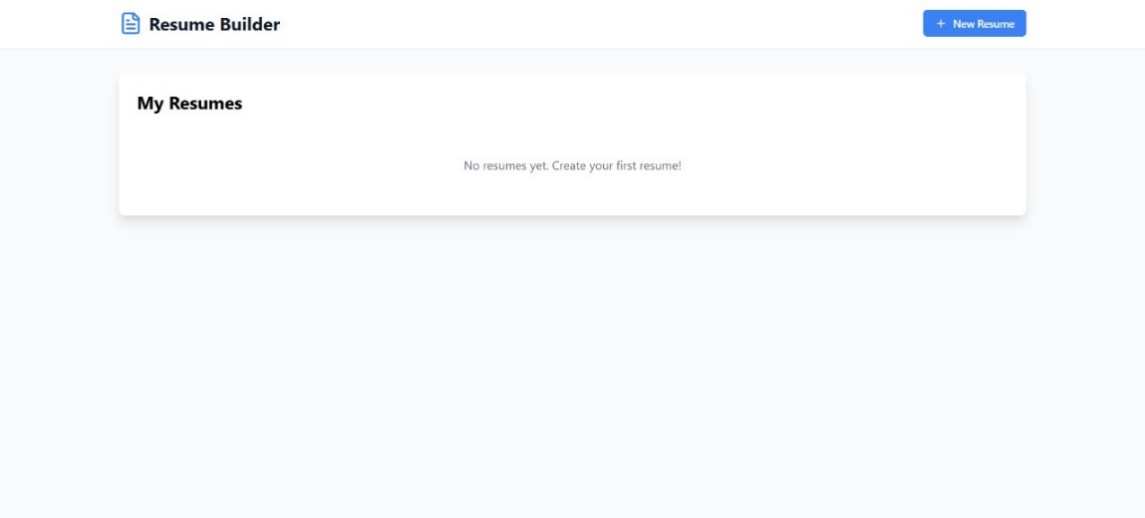 Resume Builder
+ New Resume
My Resumes
No resumes yet. Create your first resume!